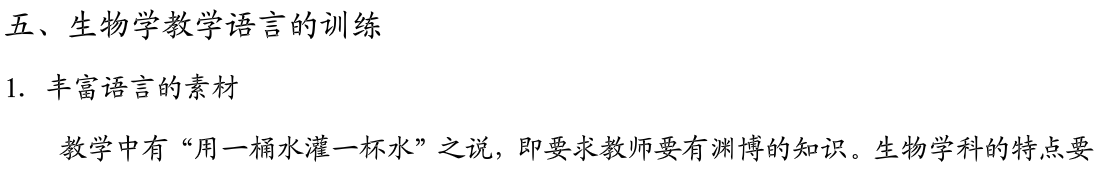 五、生物学教学语言的训练
1. 丰富语言的素材
教学中有“用一桶水灌一杯水”之说，即要求教师要有渊博的知识。生物学科的特点要